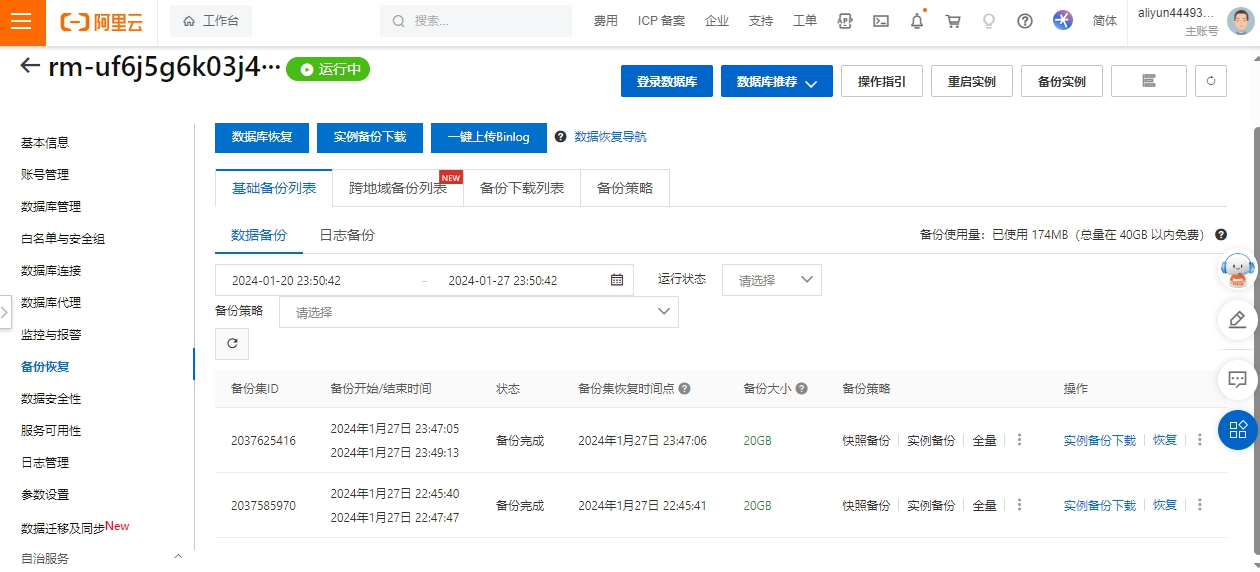 阿里云
工作台
搜索...
费用 ICP 备案 企业 支持 工单 简体
aliyun44493...
主账号
rm-uf6j5g6k03j4... 运行中
登录数据库 数据库推荐 操作指引 重启实例 备份实例
基本信息
账号管理
数据库管理
白名单与安全组
数据库连接
数据库代理
监控与报警
备份恢复
数据安全性
服务可用性
日志管理
参数设置
数据迁移及同步New
自治服务
数据库恢复 实例备份下载 一键上传Binlog 数据恢复导航
基础备份列表 跨地域备份列表 NEW 备份下载列表 备份策略
数据备份 日志备份
备份使用量：已使用 174MB（总量在 40GB 以内免费）
2024-01-20 23:50:42 - 2024-01-27 23:50:42 运行状态 请选择
备份策略 请选择
备份集ID 备份开始/结束时间 状态 备份集恢复时间点 备份大小 备份策略 操作
2037625416 2024年1月27日 23:47:05 2024年1月27日 23:49:13 备份完成 2024年1月27日 23:47:06 20GB 快照备份 实例备份 全量 实例备份下载 恢复
2037585970 2024年1月27日 22:45:40 2024年1月27日 22:47:47 备份完成 2024年1月27日 22:45:41 20GB 快照备份 实例备份 全量 实例备份下载 恢复
RDS